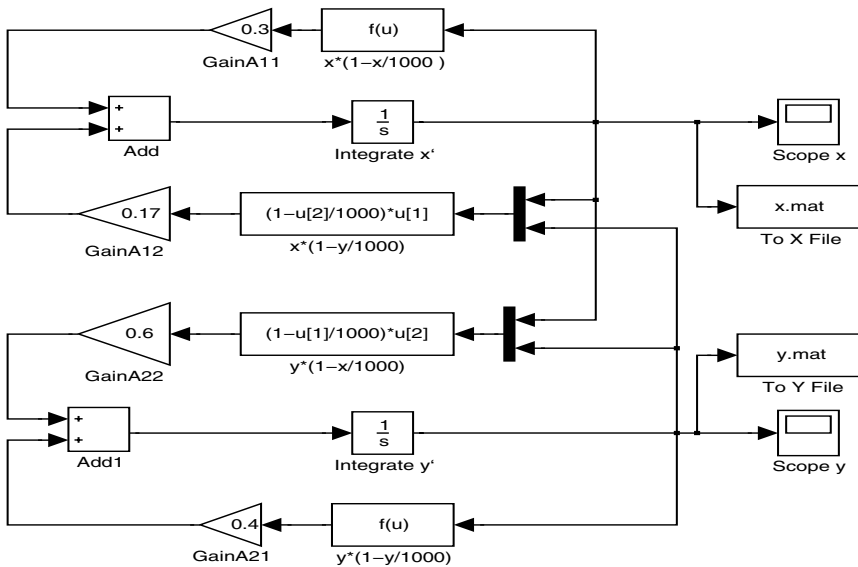 0.3
f(u)
GainA11
x*(1−x/1000 )
+
+
Add
1
s
Integrate x‘
Scope x
0.17
(1−u[2]/1000)*u[1]
x.mat
GainA12
x*(1−y/1000)
To X File
0.6
(1−u[1]/1000)*u[2]
y.mat
GainA22
y*(1−x/1000)
To Y File
+
+
Add1
1
s
Integrate y‘
Scope y
0.4
f(u)
GainA21
y*(1−y/1000)